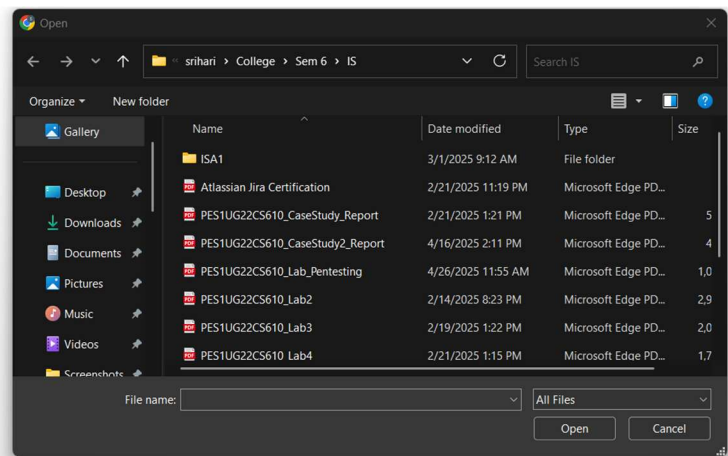 Open
srihari > College > Sem 6 > IS
Search IS
Organize
New folder
Gallery
Desktop
Downloads
Documents
Pictures
Music
Videos
Screenshots
Name Date modified Type Size
ISA1 3/1/2025 9:12 AM File folder
Atlassian Jira Certification 2/21/2025 11:19 PM Microsoft Edge PD...
PES1UG22CS610_CaseStudy_Report 2/21/2025 1:21 PM Microsoft Edge PD... 5
PES1UG22CS610_CaseStudy2_Report 4/16/2025 2:11 PM Microsoft Edge PD... 4
PES1UG22CS610_Lab_Pentesting 4/26/2025 11:55 AM Microsoft Edge PD... 1,0
PES1UG22CS610_Lab2 2/14/2025 8:23 PM Microsoft Edge PD... 2,9
PES1UG22CS610_Lab3 2/19/2025 1:22 PM Microsoft Edge PD... 2,0
PES1UG22CS610_Lab4 2/21/2025 1:15 PM Microsoft Edge PD... 1,7
File name:
All Files
Open
Cancel